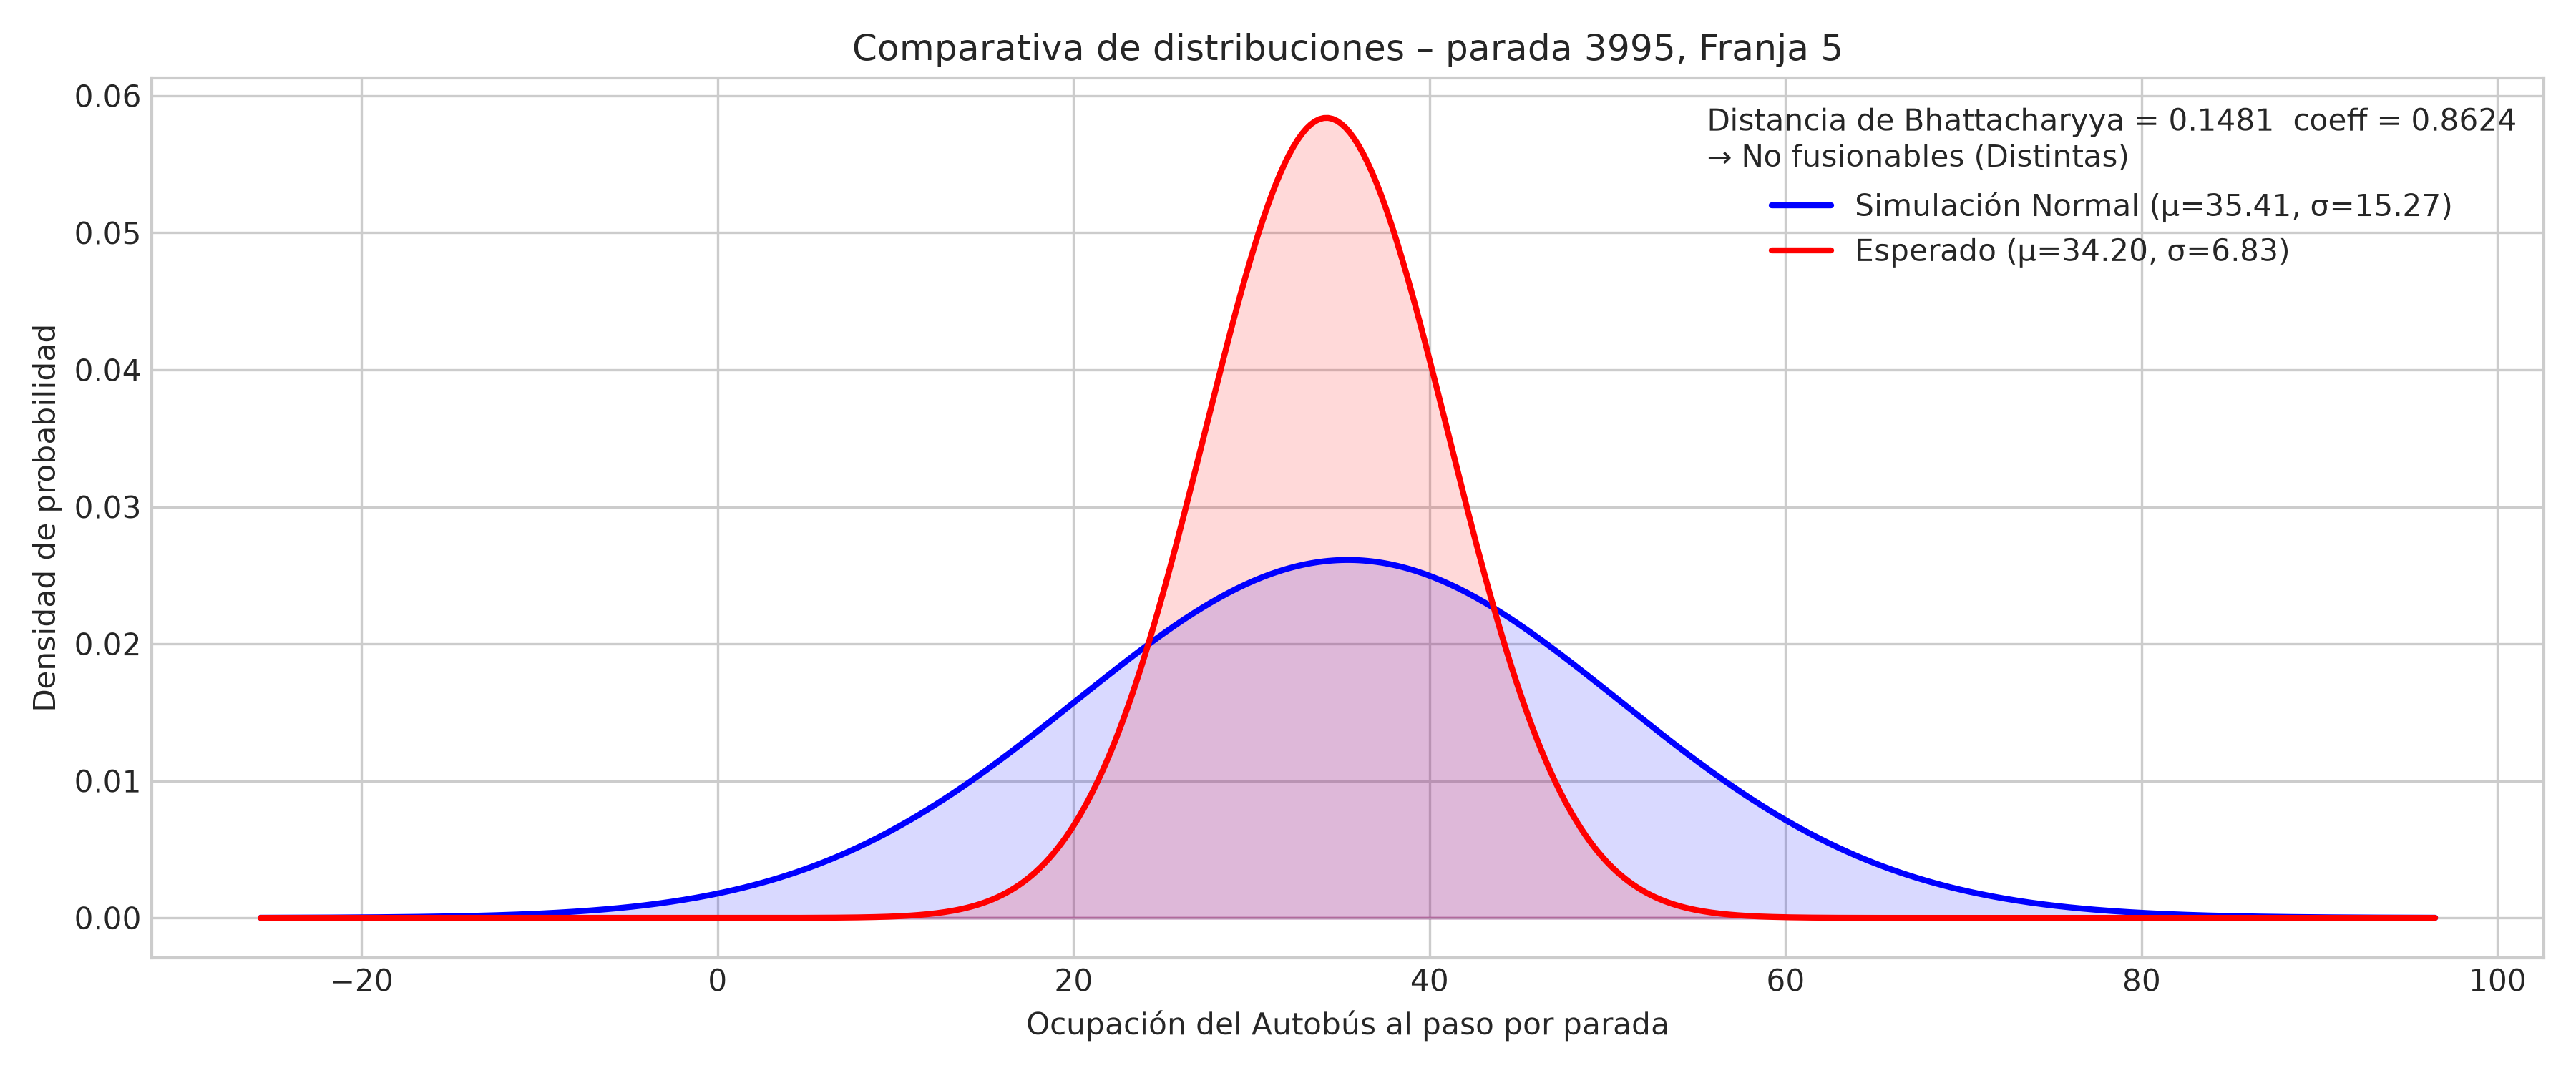 Comparativa de distribuciones – parada 3995, Franja 5
Densidad de probabilidad
0.06
0.05
0.04
0.03
0.02
0.01
0.00
Distancia de Bhattacharyya = 0.1481  coeff = 0.8624
→ No fusionables (Distintas)
Simulación Normal (μ=35.41, σ=15.27)
Esperado (μ=34.20, σ=6.83)
−20 0 20 40 60 80 100
Ocupación del Autobús al paso por parada